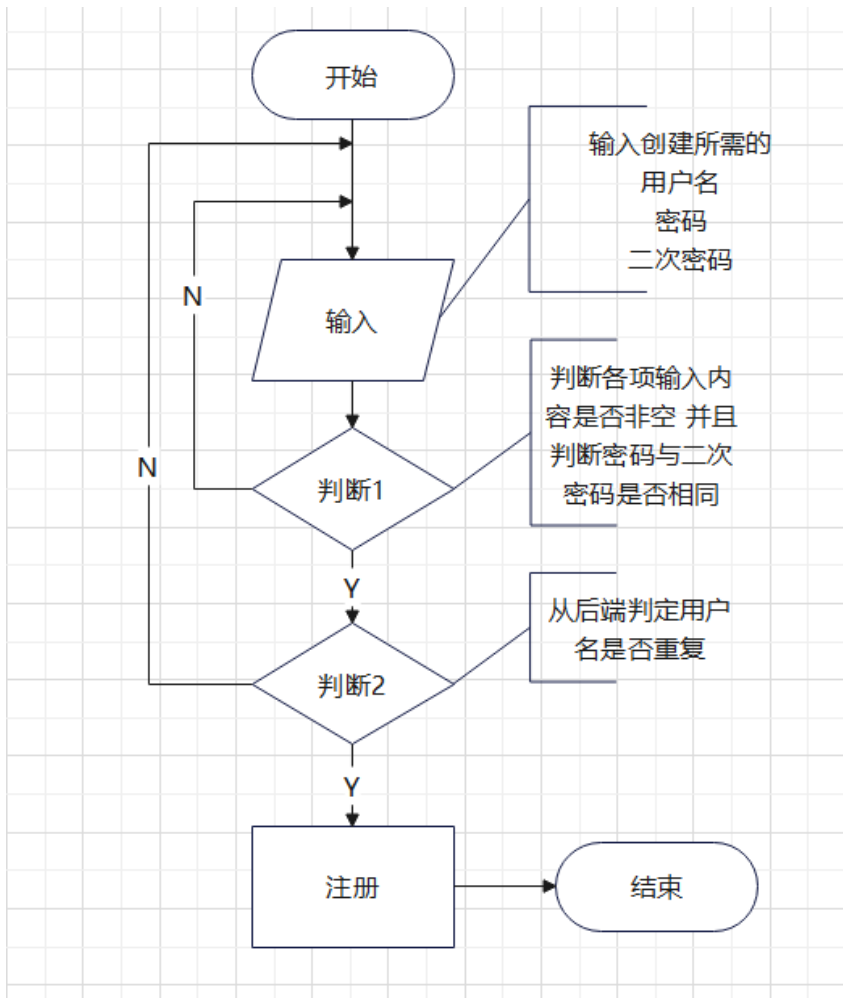 开始
输入创建所需的
用户名
密码
二次密码
N
输入
判断各项输入内
容是否非空 并且
判断密码与二次
密码是否相同
N
判断1
Y
从后端判定用户
名是否重复
判断2
Y
注册
结束